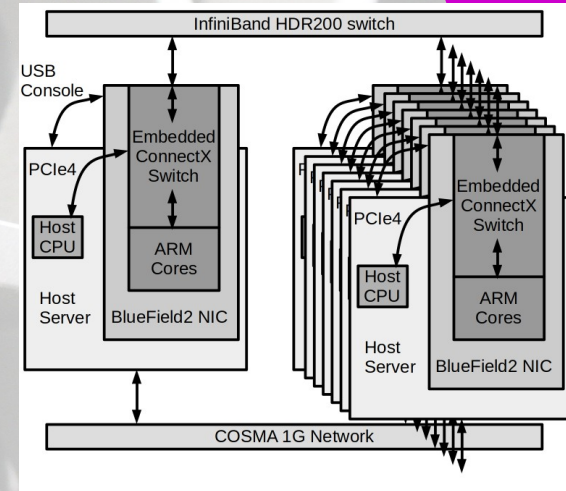 InfiniBand HDR200 switch
USB
Console
PCIe4
Embedded
ConnectX
Switch
Host
CPU
ARM
Cores
Host
Server
BlueField2 NIC
PCIe4
Embedded
ConnectX
Switch
Host
CPU
ARM
Cores
Host
Server
BlueField2 NIC
COSMA 1G Network